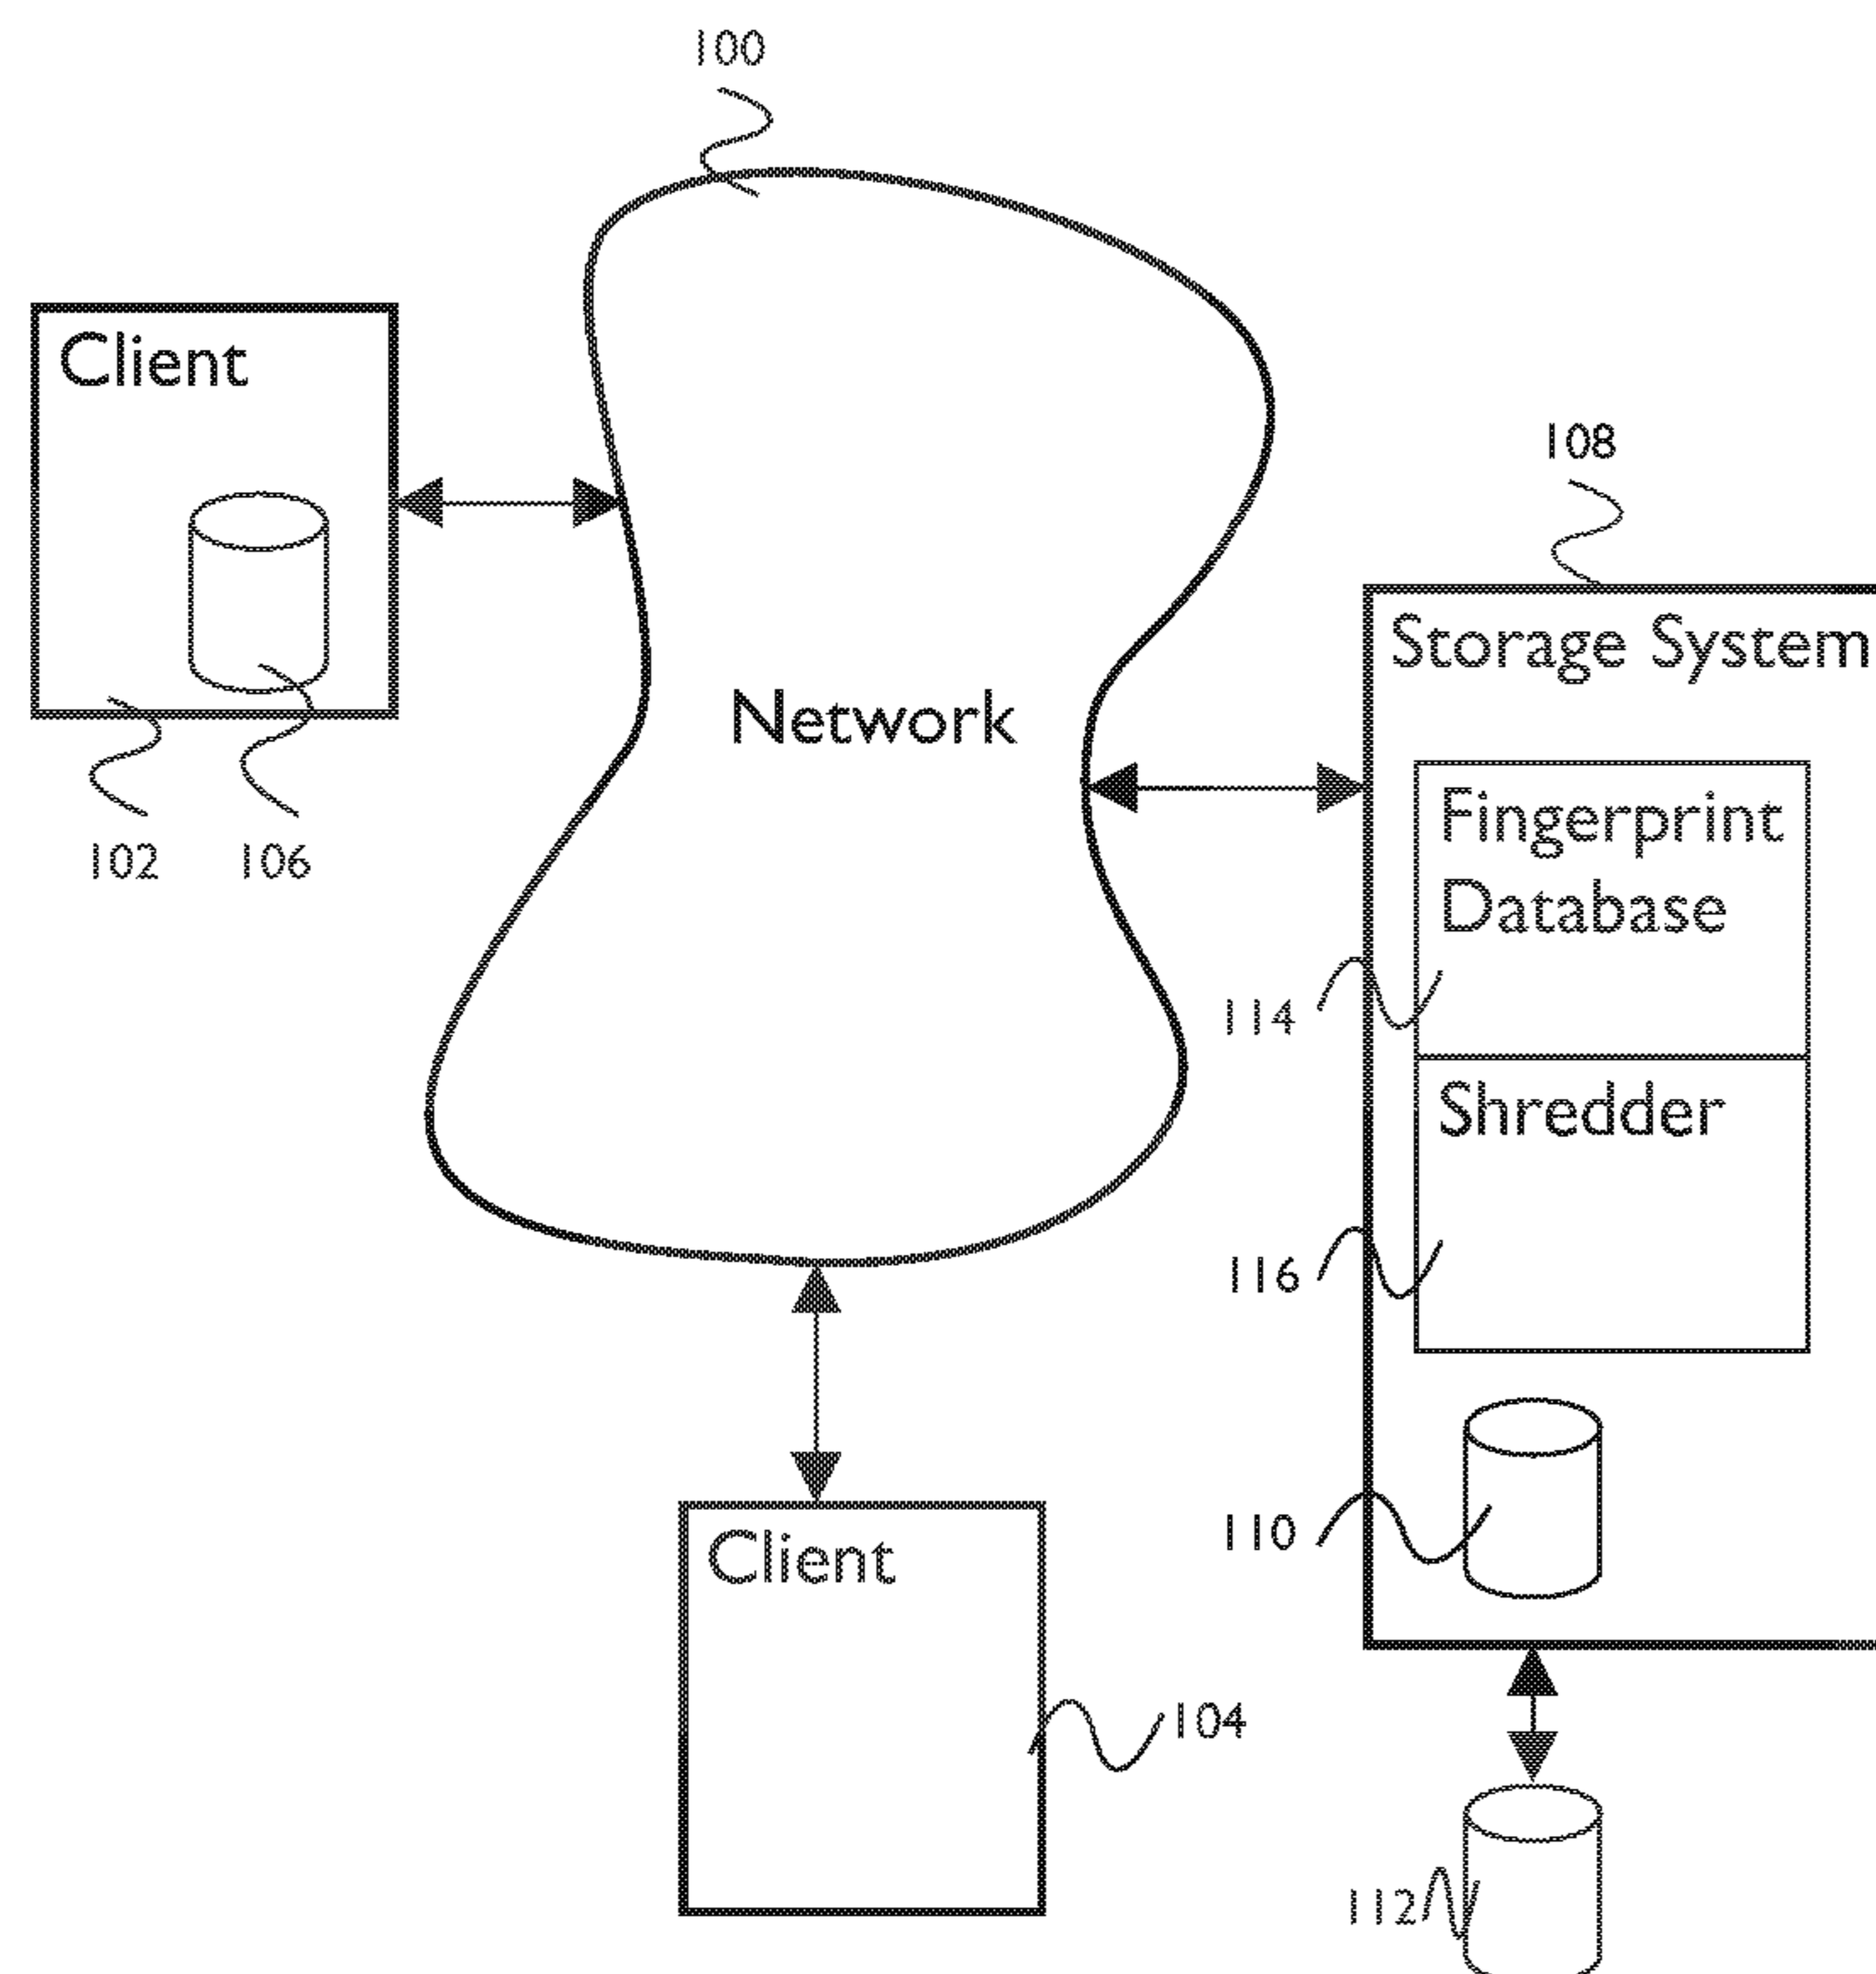 100
Client
108
Storage System
Network
Fingerprint
Database
102
106
114
Shredder
116
110
Client
104
112